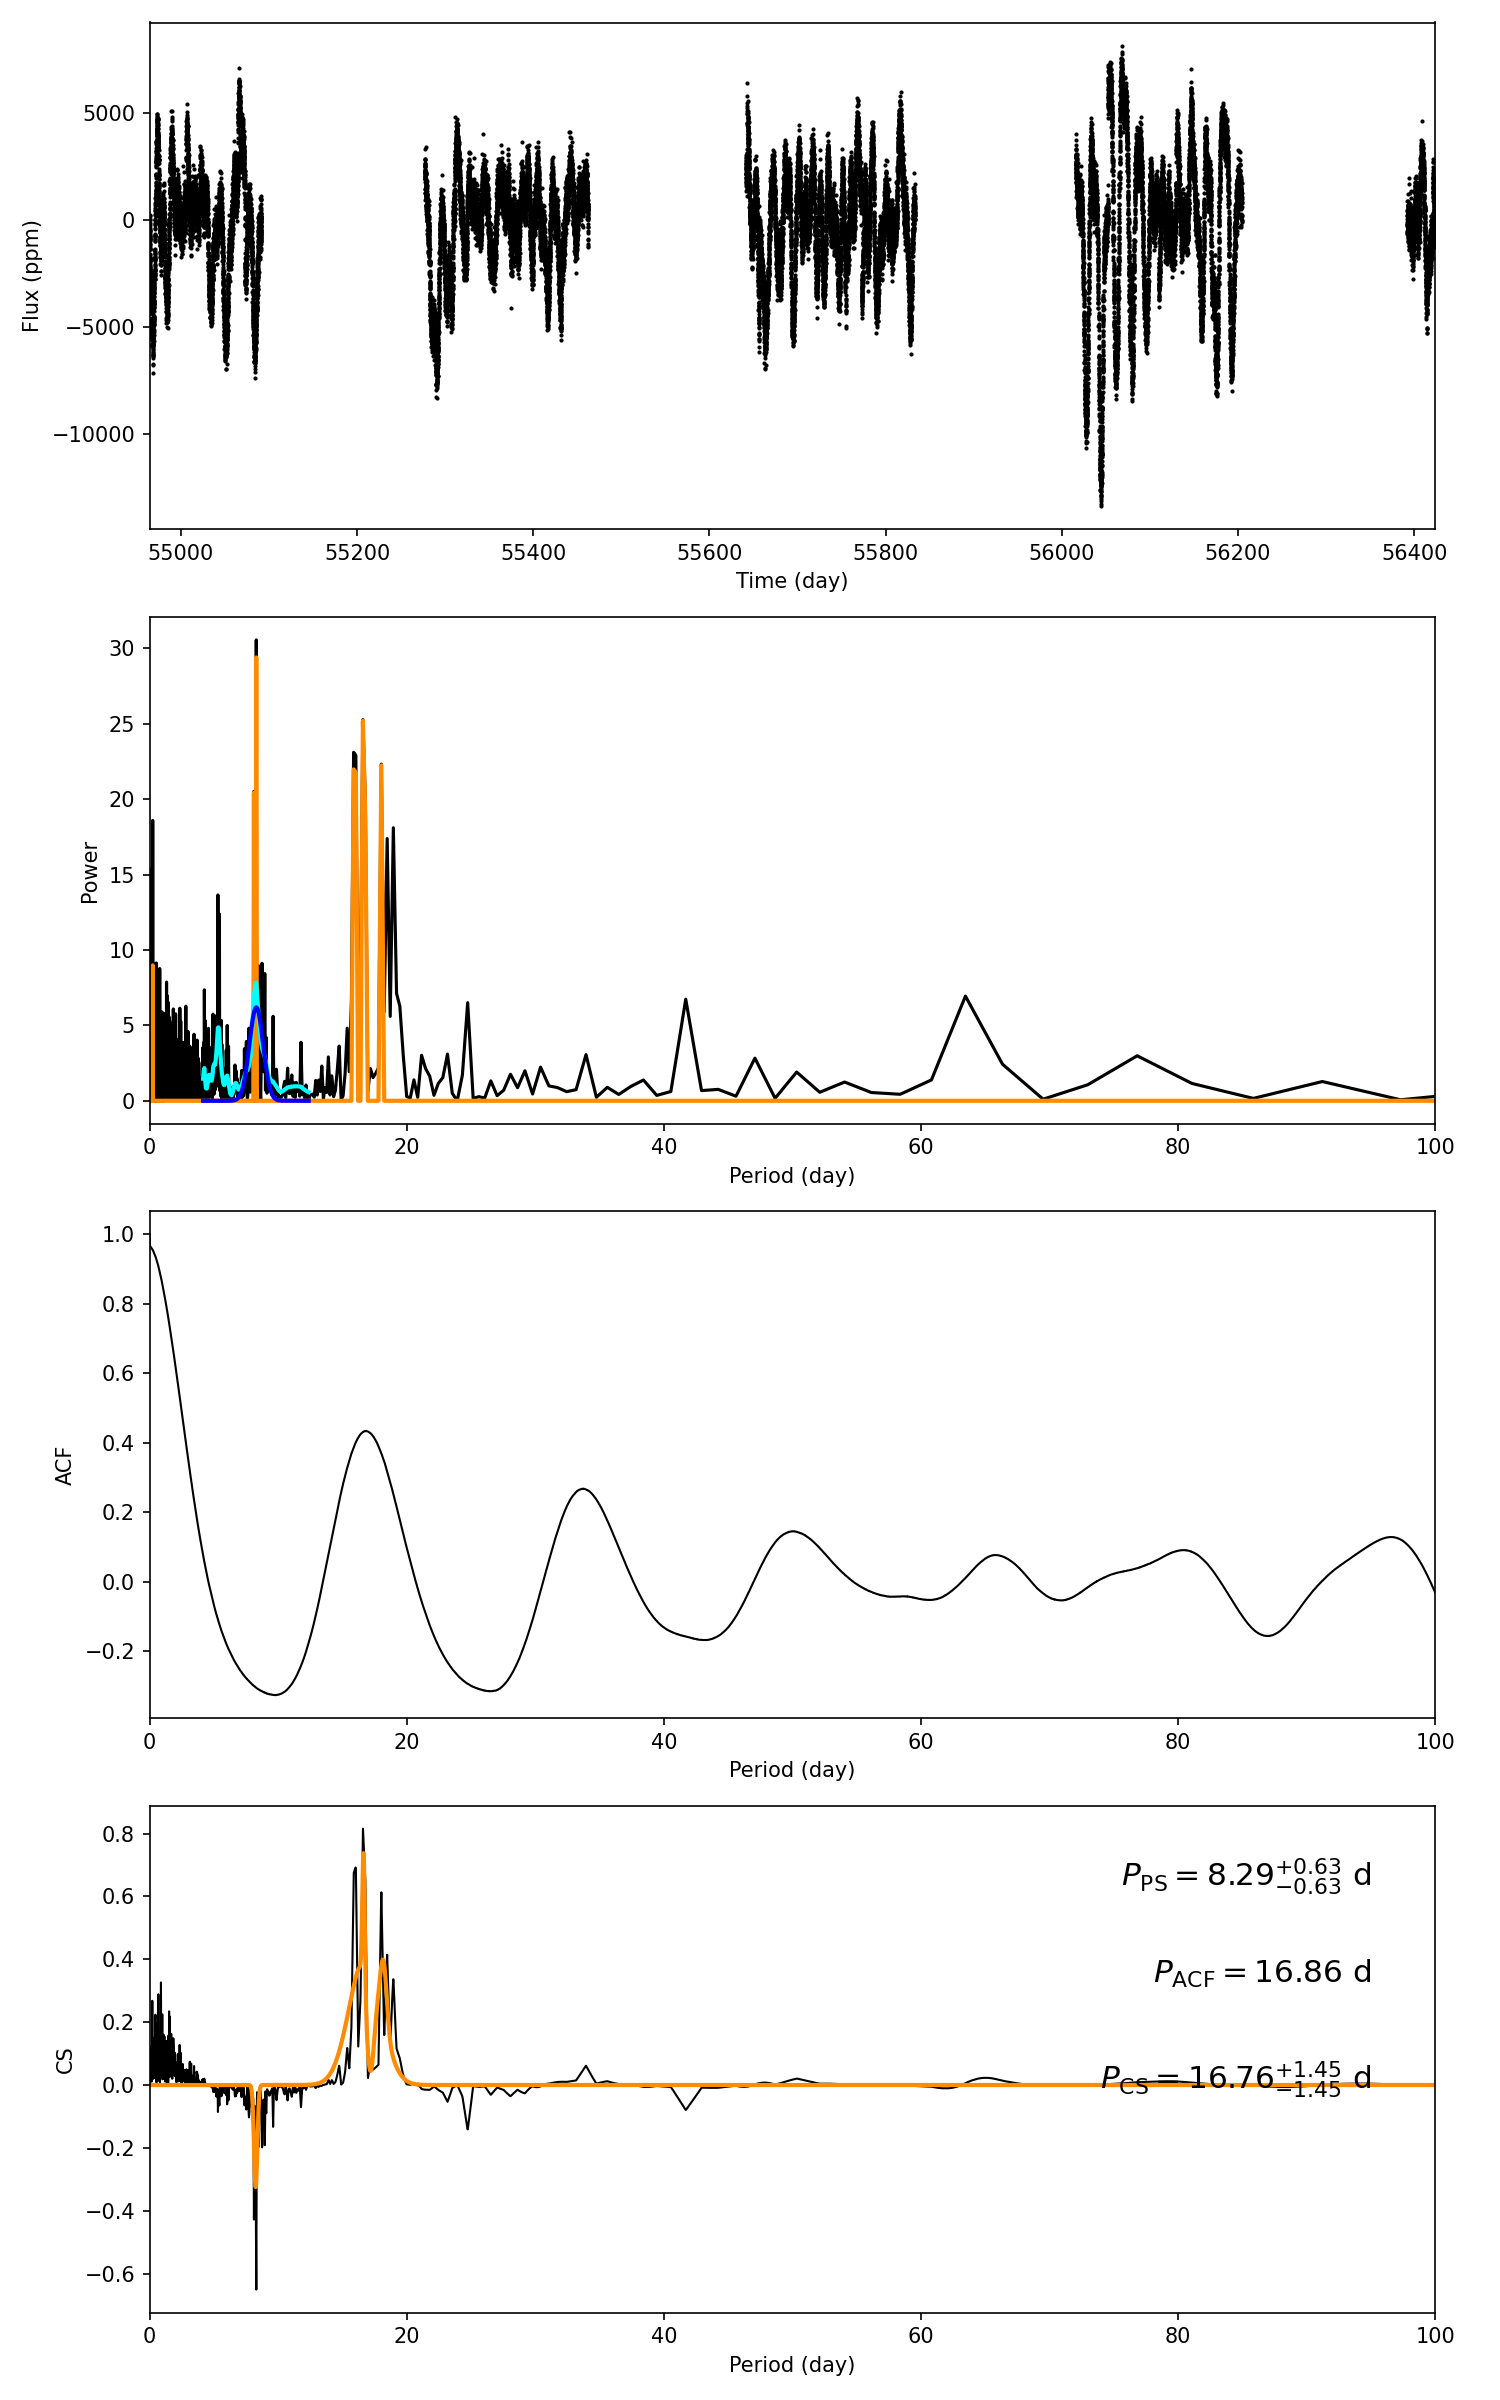 5000
0
−5000
−10000
Flux (ppm)
55000 55200 55400 55600 55800 56000 56200 56400
Time (day)
30
25
20
15
10
5
0
Power
0 20 40 60 80 100
Period (day)
1.0
0.8
0.6
0.4
0.2
0.0
−0.2
ACF
0 20 40 60 80 100
Period (day)
0.8
0.6
0.4
0.2
0.0
−0.2
−0.4
−0.6
CS
P_PS = 8.29 +0.63 −0.63 d
P_ACF = 16.86 d
P_CS = 16.76 +1.45 −1.45 d
0 20 40 60 80 100
Period (day)